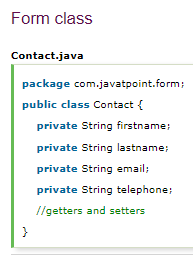 Form class
Contact.java
package com.javatpoint.form;
public class Contact {
private String firstname;
private String lastname;
private String email;
private String telephone;
//getters and setters
}